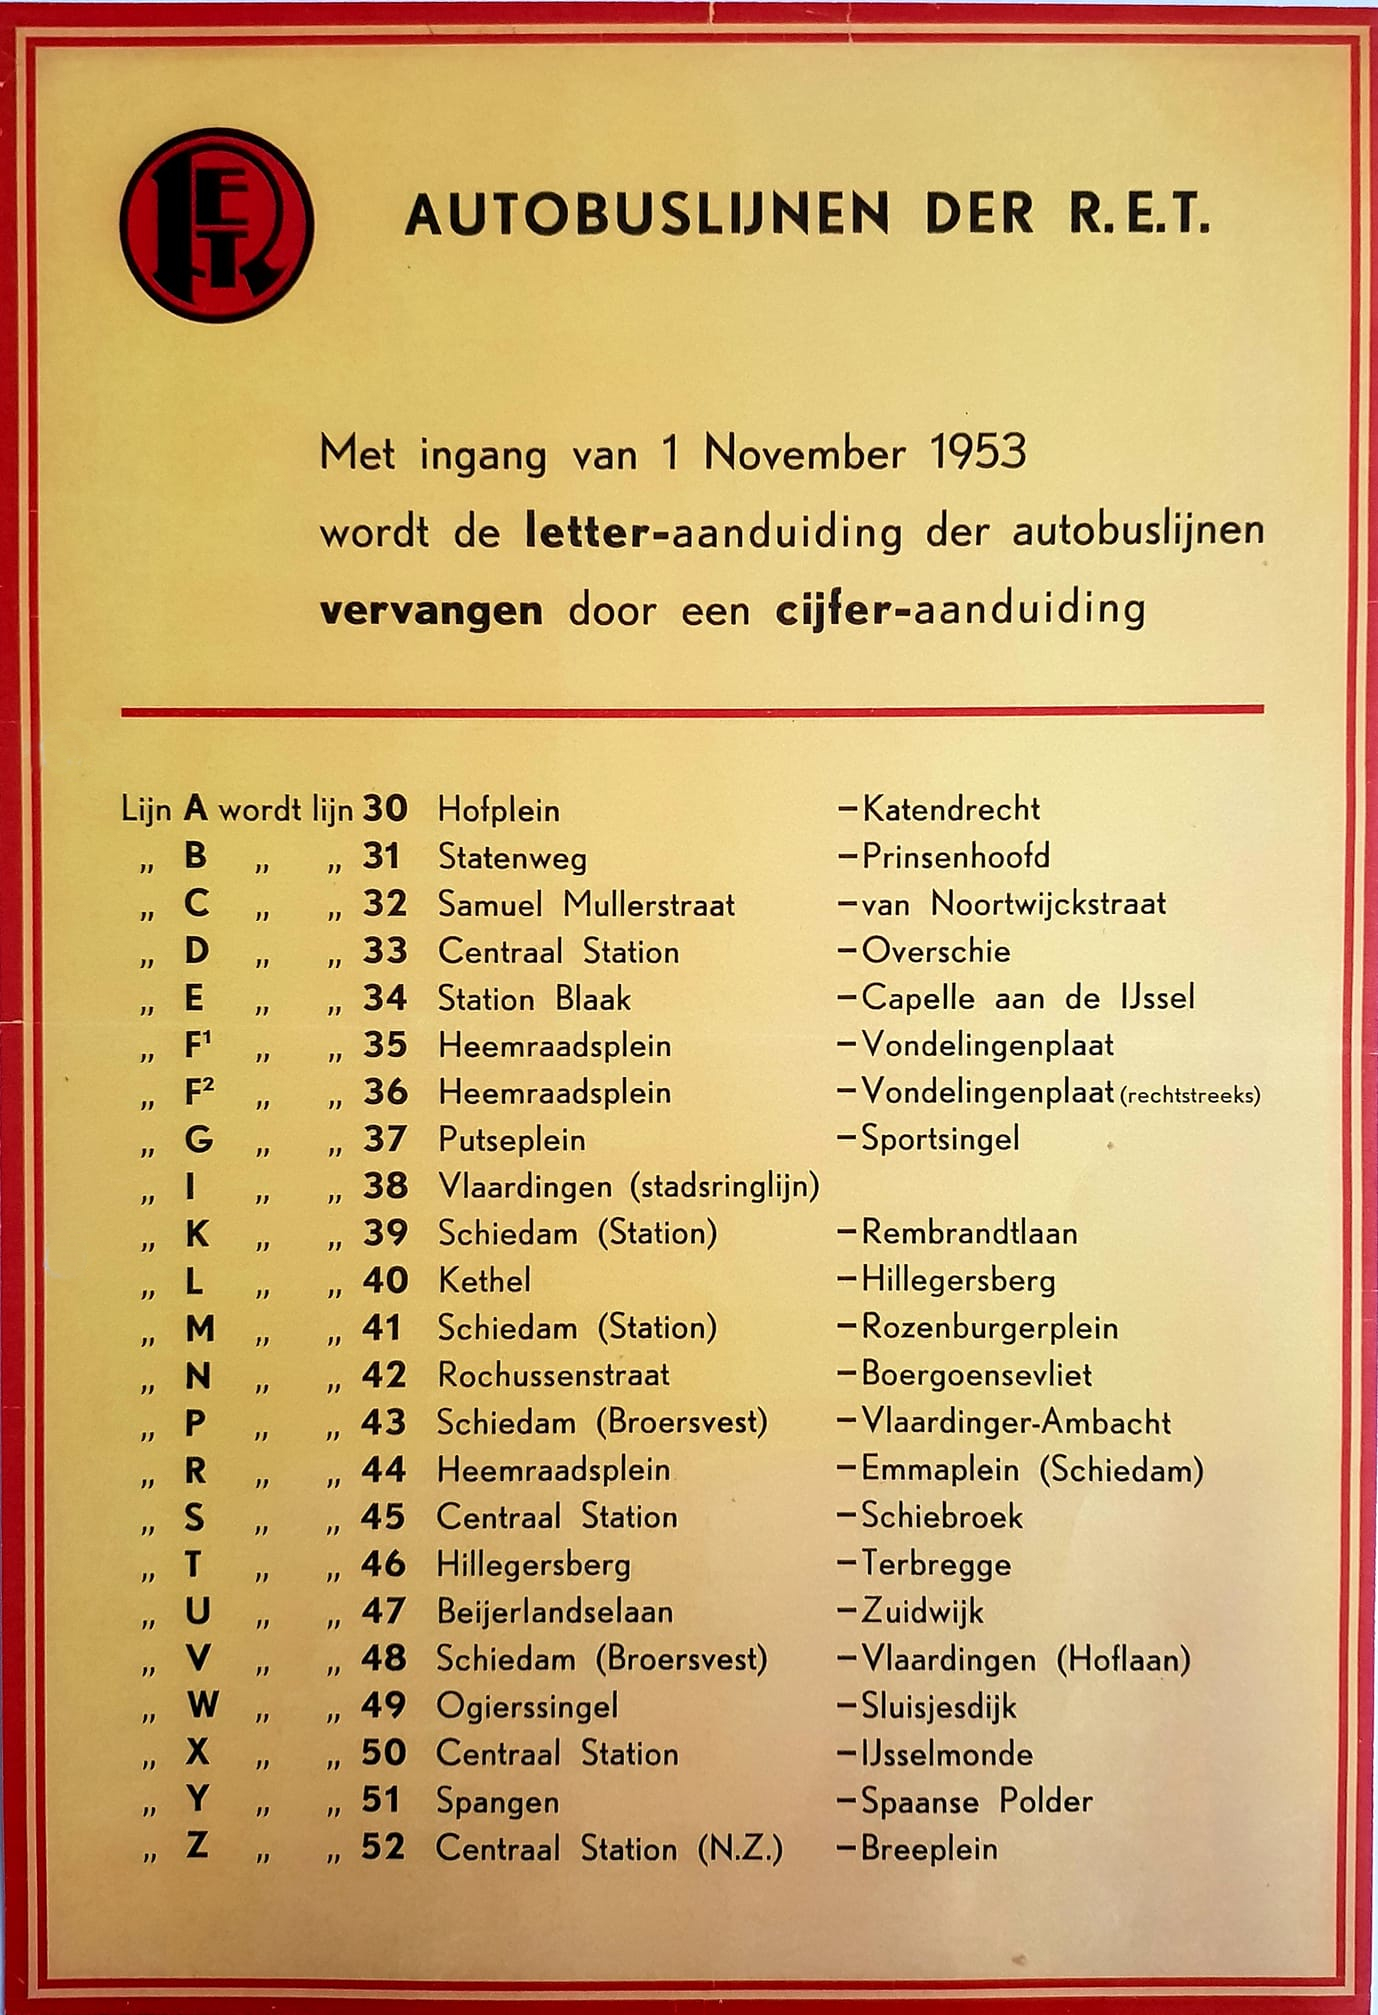 RET
AUTOBUSLIJNEN DER R.E.T.
Met ingang van 1 November 1953
wordt de letter-aanduiding der autobuslijnen
vervangen door een cijfer-aanduiding
Lijn A wordt lijn 30 Hofplein –Katendrecht
„ B „ „ 31 Statenweg –Prinsenhoofd
„ C „ „ 32 Samuel Mullerstraat –van Noortwijckstraat
„ D „ „ 33 Centraal Station –Overschie
„ E „ „ 34 Station Blaak –Capelle aan de IJssel
„ F¹ „ „ 35 Heemraadsplein –Vondelingenplaat
„ F² „ „ 36 Heemraadsplein –Vondelingenplaat (rechtstreeks)
„ G „ „ 37 Putseplein –Sportsingel
„ I „ „ 38 Vlaardingen (stadsringlijn)
„ K „ „ 39 Schiedam (Station) –Rembrandtlaan
„ L „ „ 40 Kethel –Hillegersberg
„ M „ „ 41 Schiedam (Station) –Rozenburgerplein
„ N „ „ 42 Rochussenstraat –Boergoensevliet
„ P „ „ 43 Schiedam (Broersvest) –Vlaardinger-Ambacht
„ R „ „ 44 Heemraadsplein –Emmaplein (Schiedam)
„ S „ „ 45 Centraal Station –Schiebroek
„ T „ „ 46 Hillegersberg –Terbregge
„ U „ „ 47 Beijerlandselaan –Zuidwijk
„ V „ „ 48 Schiedam (Broersvest) –Vlaardingen (Hoflaan)
„ W „ „ 49 Ogierssingel –Sluisjesdijk
„ X „ „ 50 Centraal Station –IJsselmonde
„ Y „ „ 51 Spangen –Spaanse Polder
„ Z „ „ 52 Centraal Station (N.Z.) –Breeplein